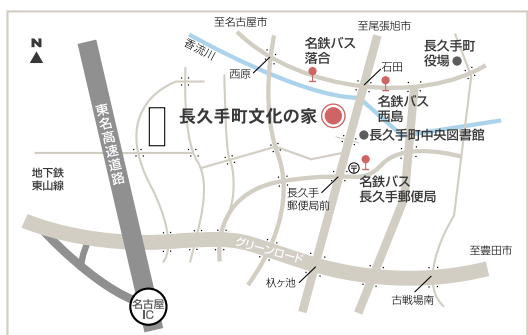 至名古屋市
至尾張旭市
N
香流川
名鉄バス
落合
長久手町
役場
西原
石田
名鉄バス
西島
長久手町文化の家
長久手町中央図書館
東名高速道路
地下鉄
東山線
〒
名鉄バス
長久手郵便局
長久手
郵便局前
グリーンロード
至豊田市
杁ヶ池
古戦場南
名古屋
IC